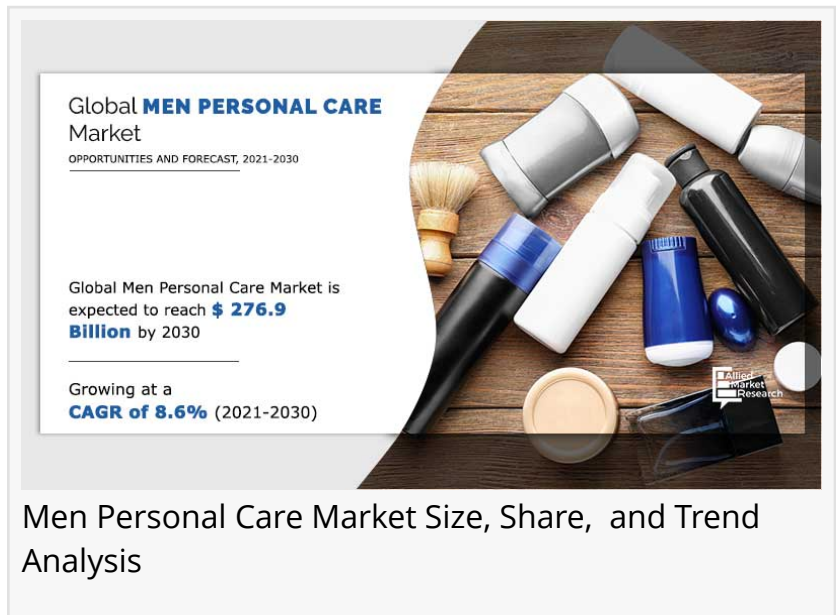 Global MEN PERSONAL CARE
Market
OPPORTUNITIES AND FORECAST, 2021-2030
Global Men Personal Care Market is
expected to reach $ 276.9
Billion by 2030
Growing at a
CAGR of 8.6% (2021-2030)
Allied
Market
Research
Men Personal Care Market Size, Share,  and Trend
Analysis